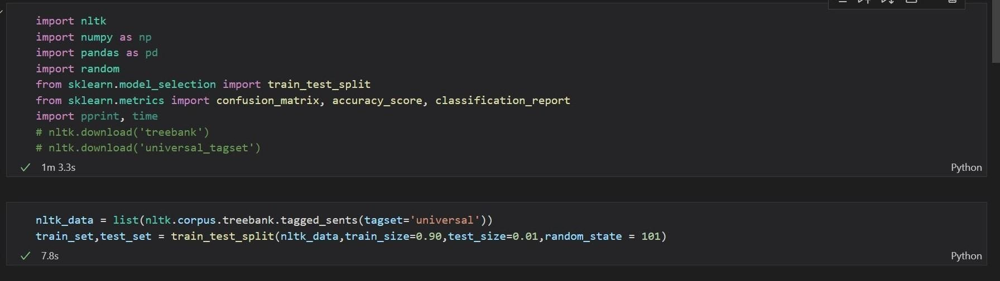 import nltk
import numpy as np
import pandas as pd
import random
from sklearn.model_selection import train_test_split
from sklearn.metrics import confusion_matrix, accuracy_score, classification_report
import pprint, time
# nltk.download('treebank')
# nltk.download('universal_tagset')
1m 3.3s
Python
nltk_data = list(nltk.corpus.treebank.tagged_sents(tagset='universal'))
train_set,test_set = train_test_split(nltk_data,train_size=0.90,test_size=0.01,random_state = 101)
7.8s
Python